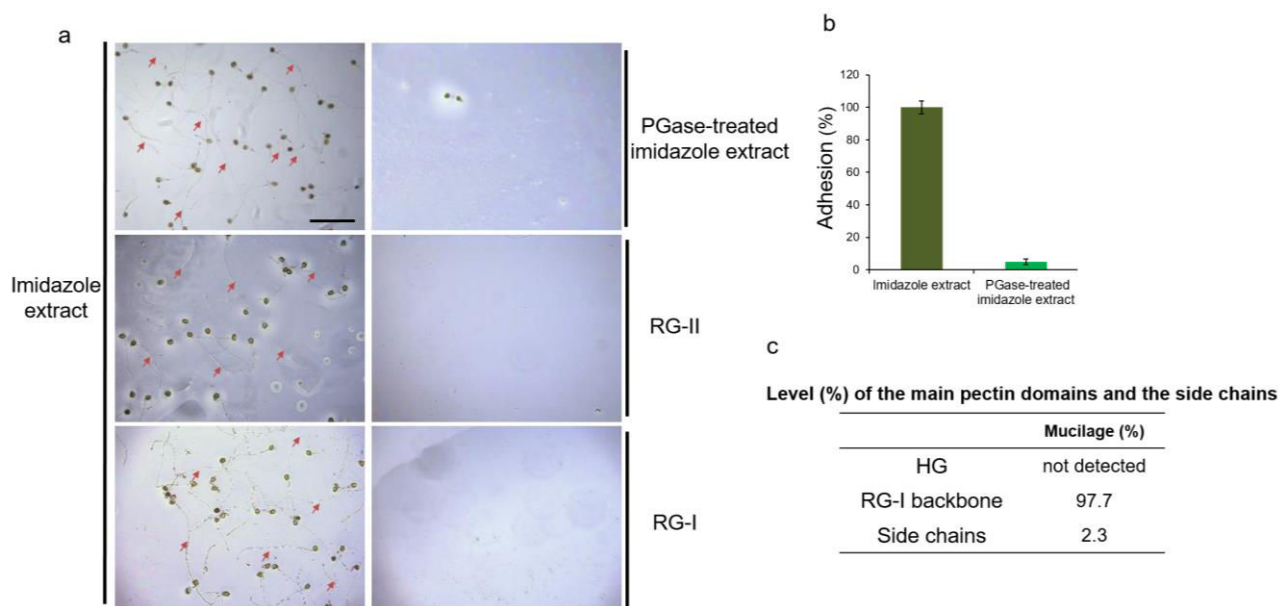 a
Imidazole
extract
PGase-treated
imidazole extract
RG-II
RG-I
b
Adhesion (%)
120
100
80
60
40
20
0
Imidazole extract
PGase-treated
imidazole extract
c
Level (%) of the main pectin domains and the side chains
Mucilage (%)
HG not detected
RG-I backbone 97.7
Side chains 2.3